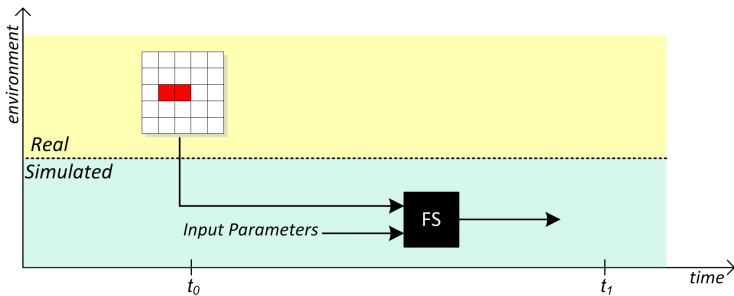 environment
Real
Simulated
Input Parameters
FS
t₀
t₁
time